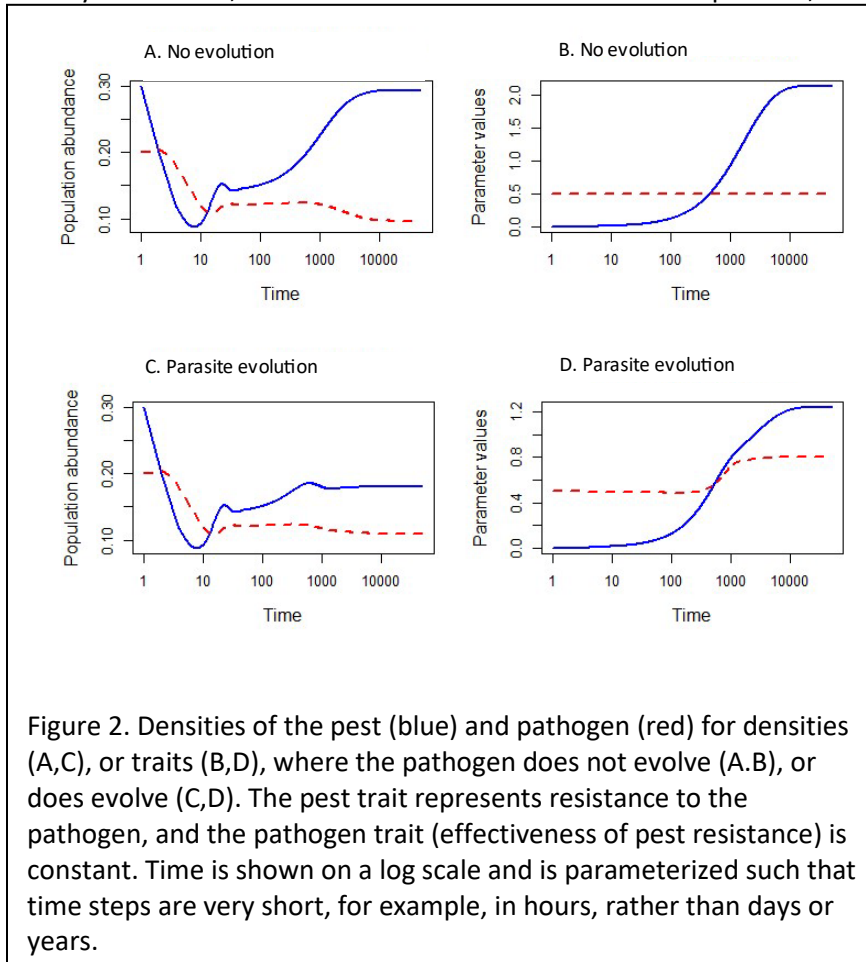 A. No evolution
B. No evolution
Population abundance
0.10 0.20 0.30
1 10 100 1000 10000
Time
Parameter values
0.0 0.5 1.0 1.5 2.0
1 10 100 1000 10000
Time
C. Parasite evolution
D. Parasite evolution
Population abundance
0.10 0.20 0.30
1 10 100 1000 10000
Time
Parameter values
0.0 0.4 0.8 1.2
1 10 100 1000 10000
Time
Figure 2. Densities of the pest (blue) and pathogen (red) for densities
(A,C), or traits (B,D), where the pathogen does not evolve (A.B), or
does evolve (C,D). The pest trait represents resistance to the
pathogen, and the pathogen trait (effectiveness of pest resistance) is
constant. Time is shown on a log scale and is parameterized such that
time steps are very short, for example, in hours, rather than days or
years.